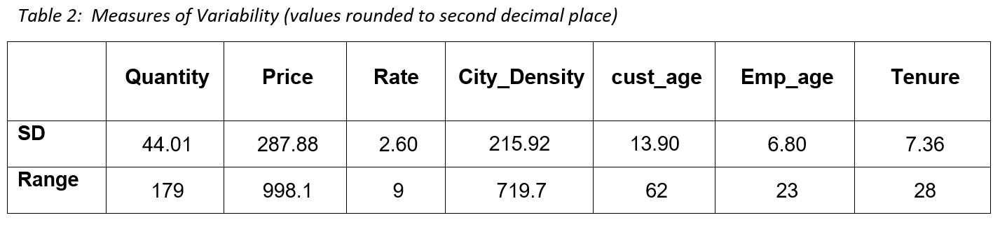 Table 2:  Measures of Variability (values rounded to second decimal place)
Quantity Price Rate City_Density cust_age Emp_age Tenure
SD 44.01 287.88 2.60 215.92 13.90 6.80 7.36
Range 179 998.1 9 719.7 62 23 28